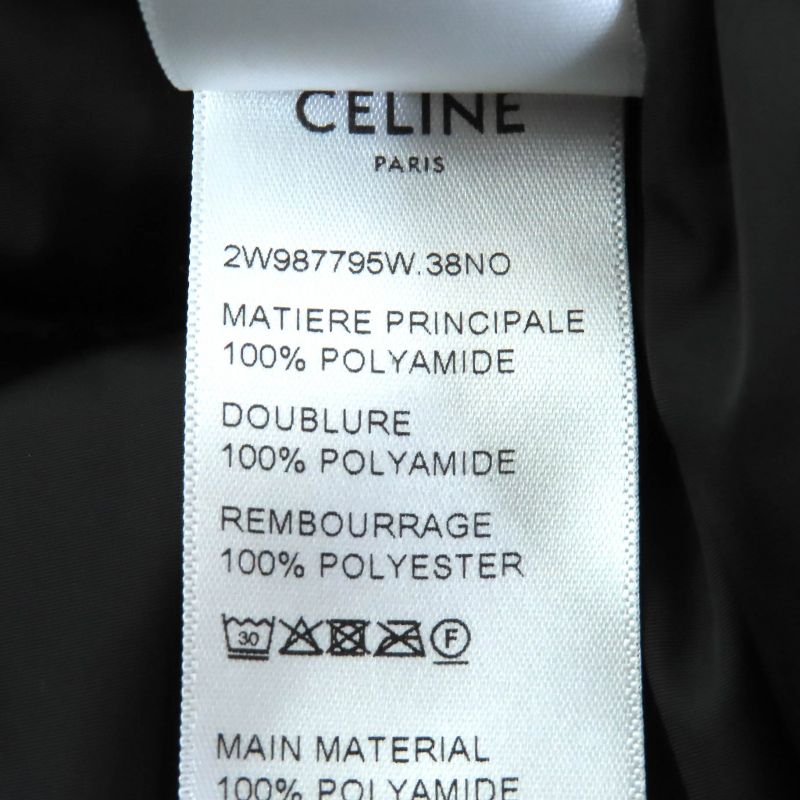 CELINE
PARIS
2W987795W.38NO
MATIERE PRINCIPALE
100% POLYAMIDE
DOUBLURE
100% POLYAMIDE
REMBOURRAGE
100% POLYESTER
30 F
MAIN MATERIAL
100% POLYAMIDE